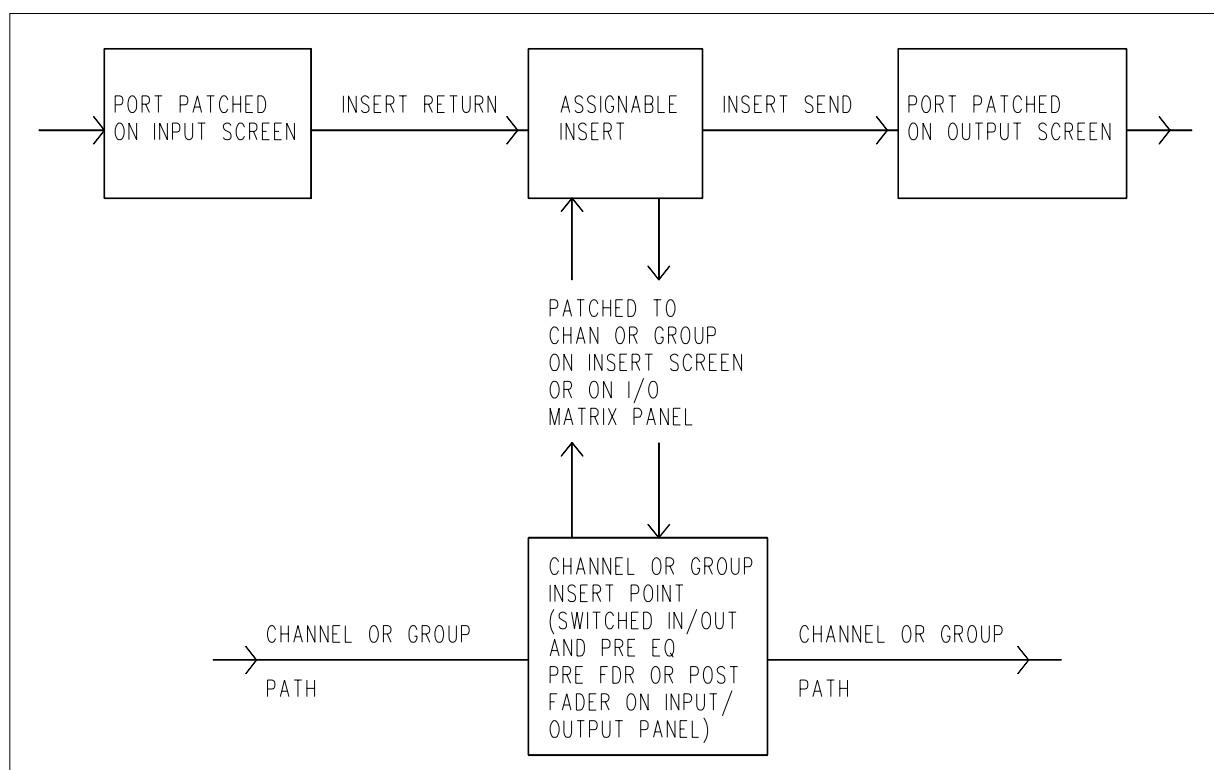 PORT PATCHED
ON INPUT SCREEN
INSERT RETURN
ASSIGNABLE
INSERT
INSERT SEND
PORT PATCHED
ON OUTPUT SCREEN
PATCHED TO
CHAN OR GROUP
ON INSERT SCREEN
OR ON I/O
MATRIX PANEL
CHANNEL OR GROUP
PATH
CHANNEL OR GROUP
INSERT POINT
(SWITCHED IN/OUT
AND PRE EQ
PRE FDR OR POST
FADER ON INPUT/
OUTPUT PANEL)
CHANNEL OR GROUP
PATH